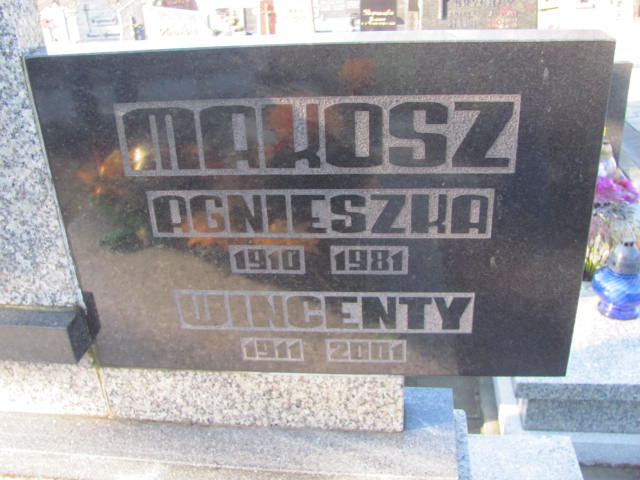 MAKOSZ
AGNIESZKA
1910 1981
WINCENTY
1911 2001